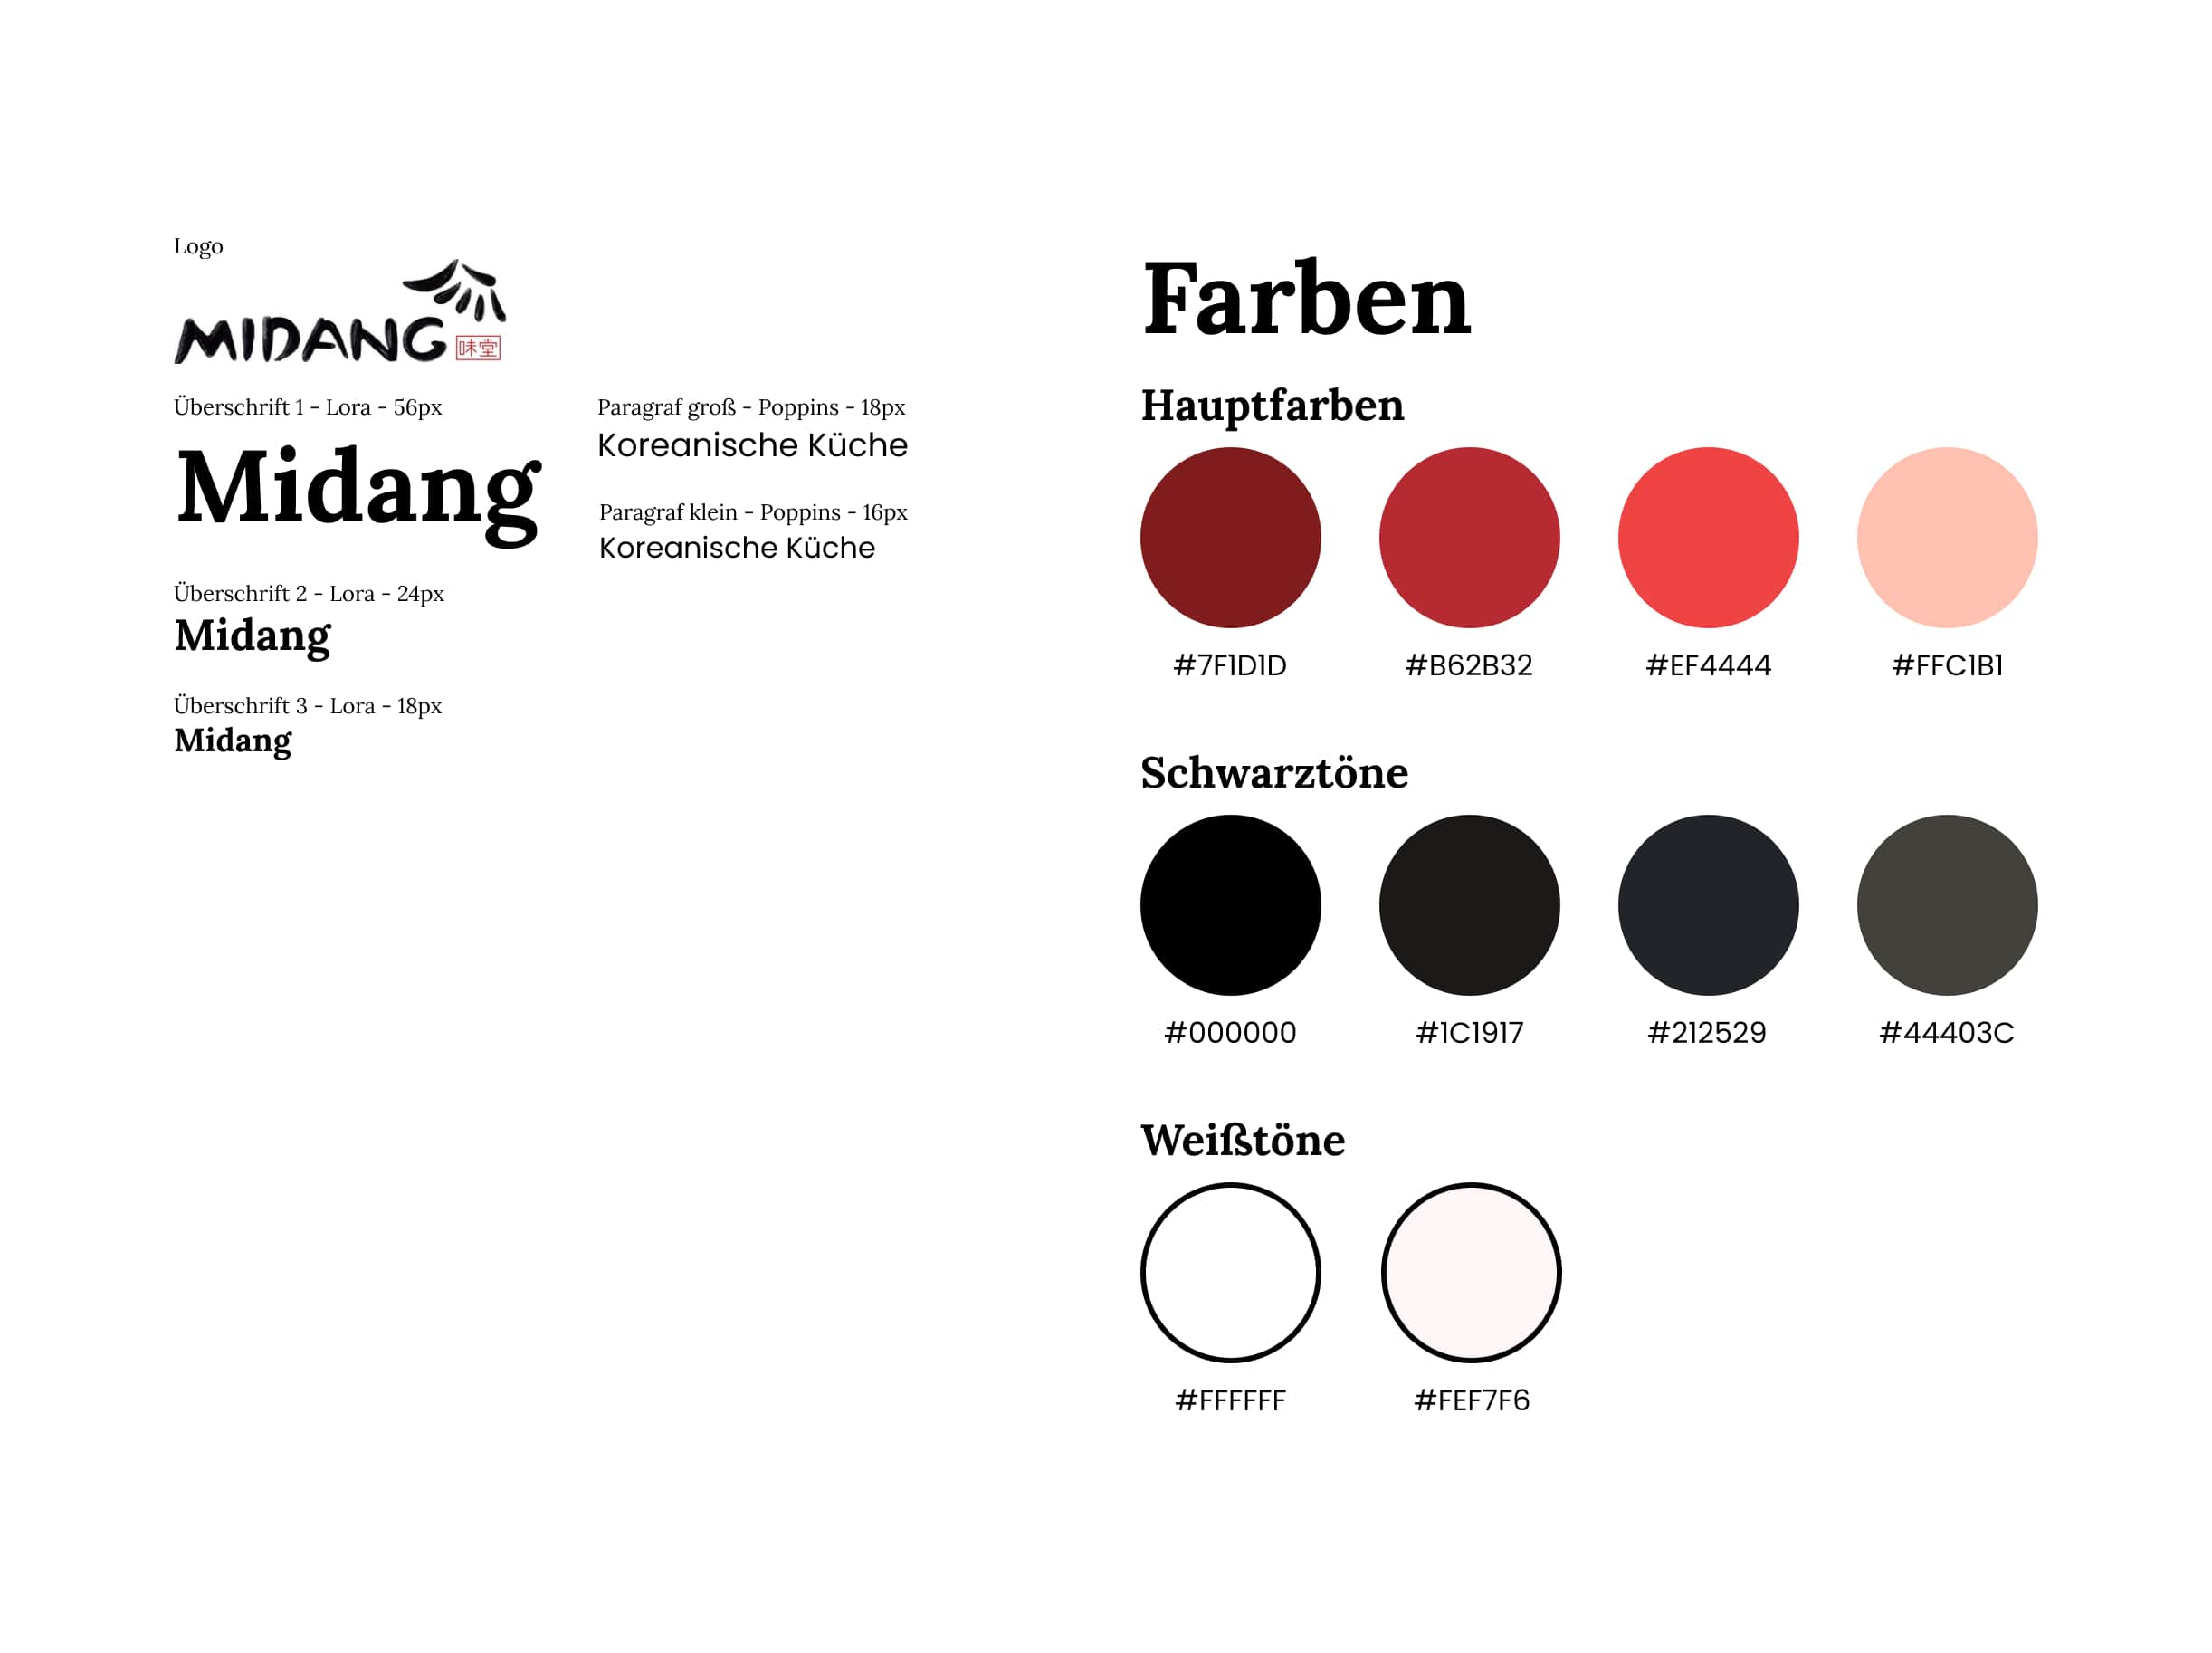 Logo
MIDANG 味堂
Überschrift 1 - Lora - 56px
Midang
Überschrift 2 - Lora - 24px
Midang
Überschrift 3 - Lora - 18px
Midang
Paragraf groß - Poppins - 18px
Koreanische Küche
Paragraf klein - Poppins - 16px
Koreanische Küche
Farben
Hauptfarben
#7F1D1D #B62B32 #EF4444 #FFC1B1
Schwarztöne
#000000 #1C1917 #212529 #44403C
Weißtöne
#FFFFFF #FEF7F6